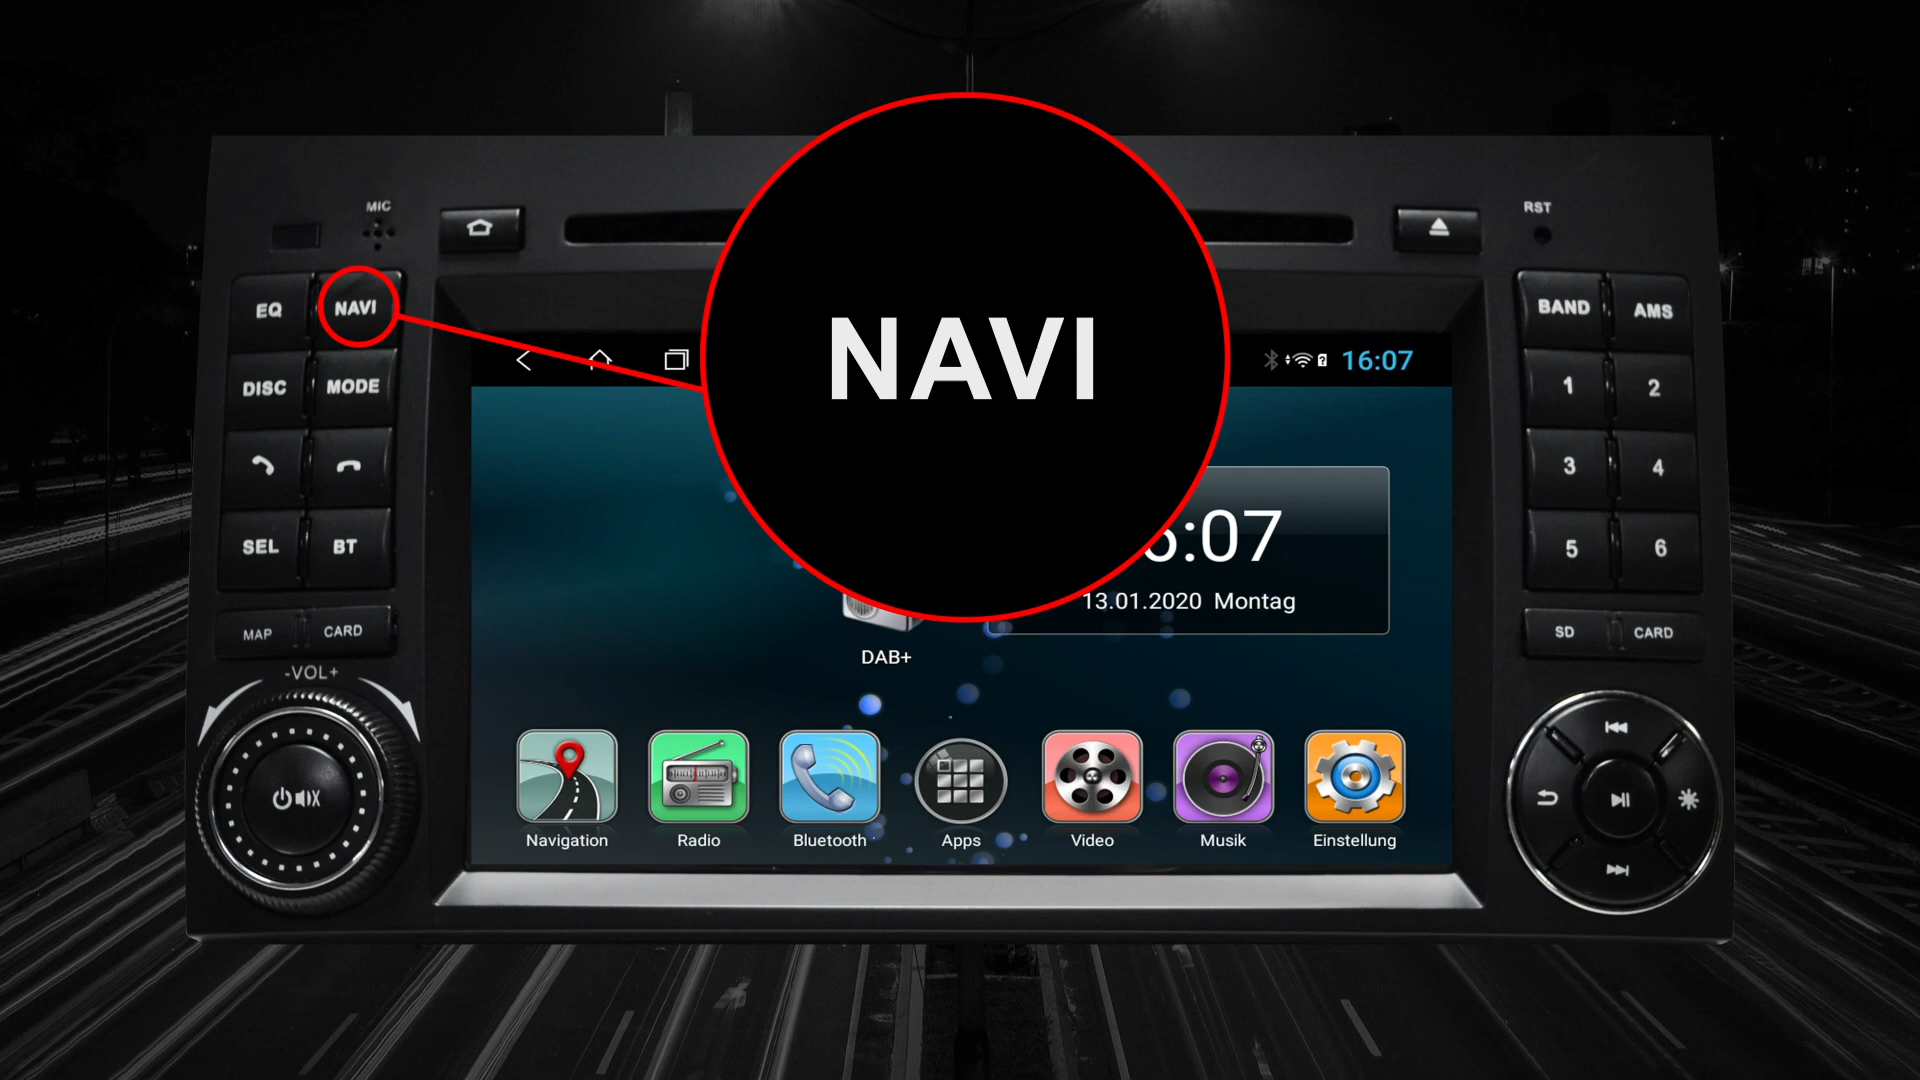 MIC
RST
EQ
NAVI
NAVI
BAND
AMS
16:07
DISC
MODE
1
2
3
4
:07
13.01.2020 Montag
SEL
BT
5
6
MAP
CARD
SD
CARD
DAB+
-VOL+
Navigation
Radio
Bluetooth
Apps
Video
Musik
Einstellung